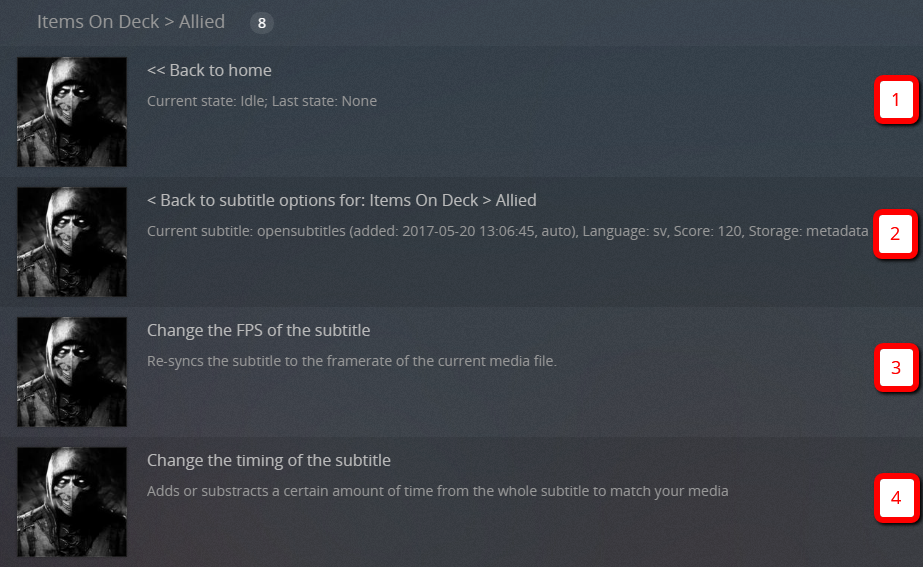 Items On Deck > Allied 8
<< Back to home
Current state: Idle; Last state: None
1
< Back to subtitle options for: Items On Deck > Allied
Current subtitle: opensubtitles (added: 2017-05-20 13:06:45, auto), Language: sv, Score: 120, Storage: metadata
2
Change the FPS of the subtitle
Re-syncs the subtitle to the framerate of the current media file.
3
Change the timing of the subtitle
Adds or substracts a certain amount of time from the whole subtitle to match your media
4